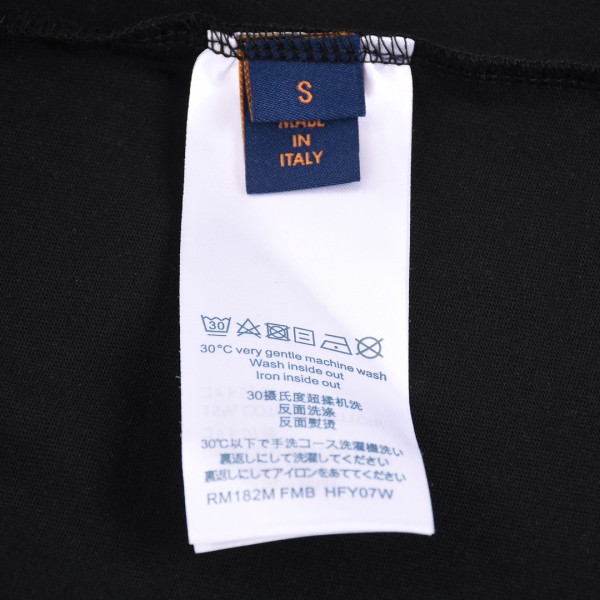 S
MADE
IN
ITALY
30
30°C very gentle machine wash
Wash inside out
Iron inside out
30摄氏度超揉机洗
反面洗涤
反面熨烫
30℃以下で手洗コース洗濯機洗い
裏返しにして洗濯してください
裏返しにしてアイロンをあててください
RM182M FMB HFY07W